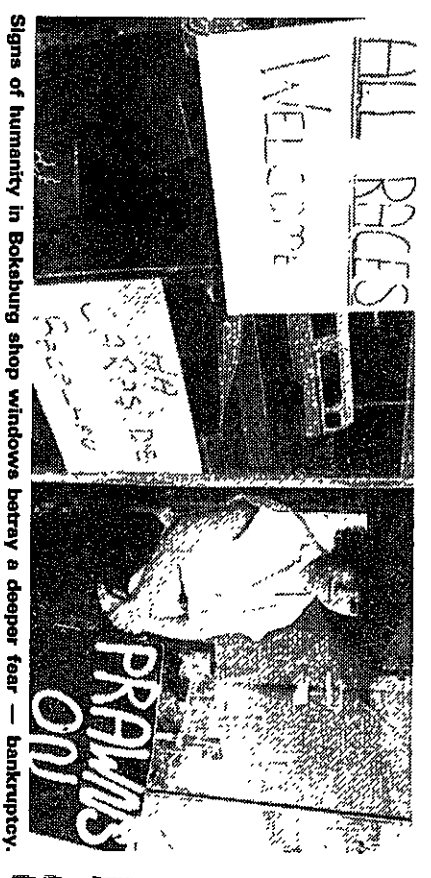 ALL RACES
WELCOME
PRAWNS
ON
Signs of humanity in Boksburg shop windows betray a deeper fear — bankruptcy.